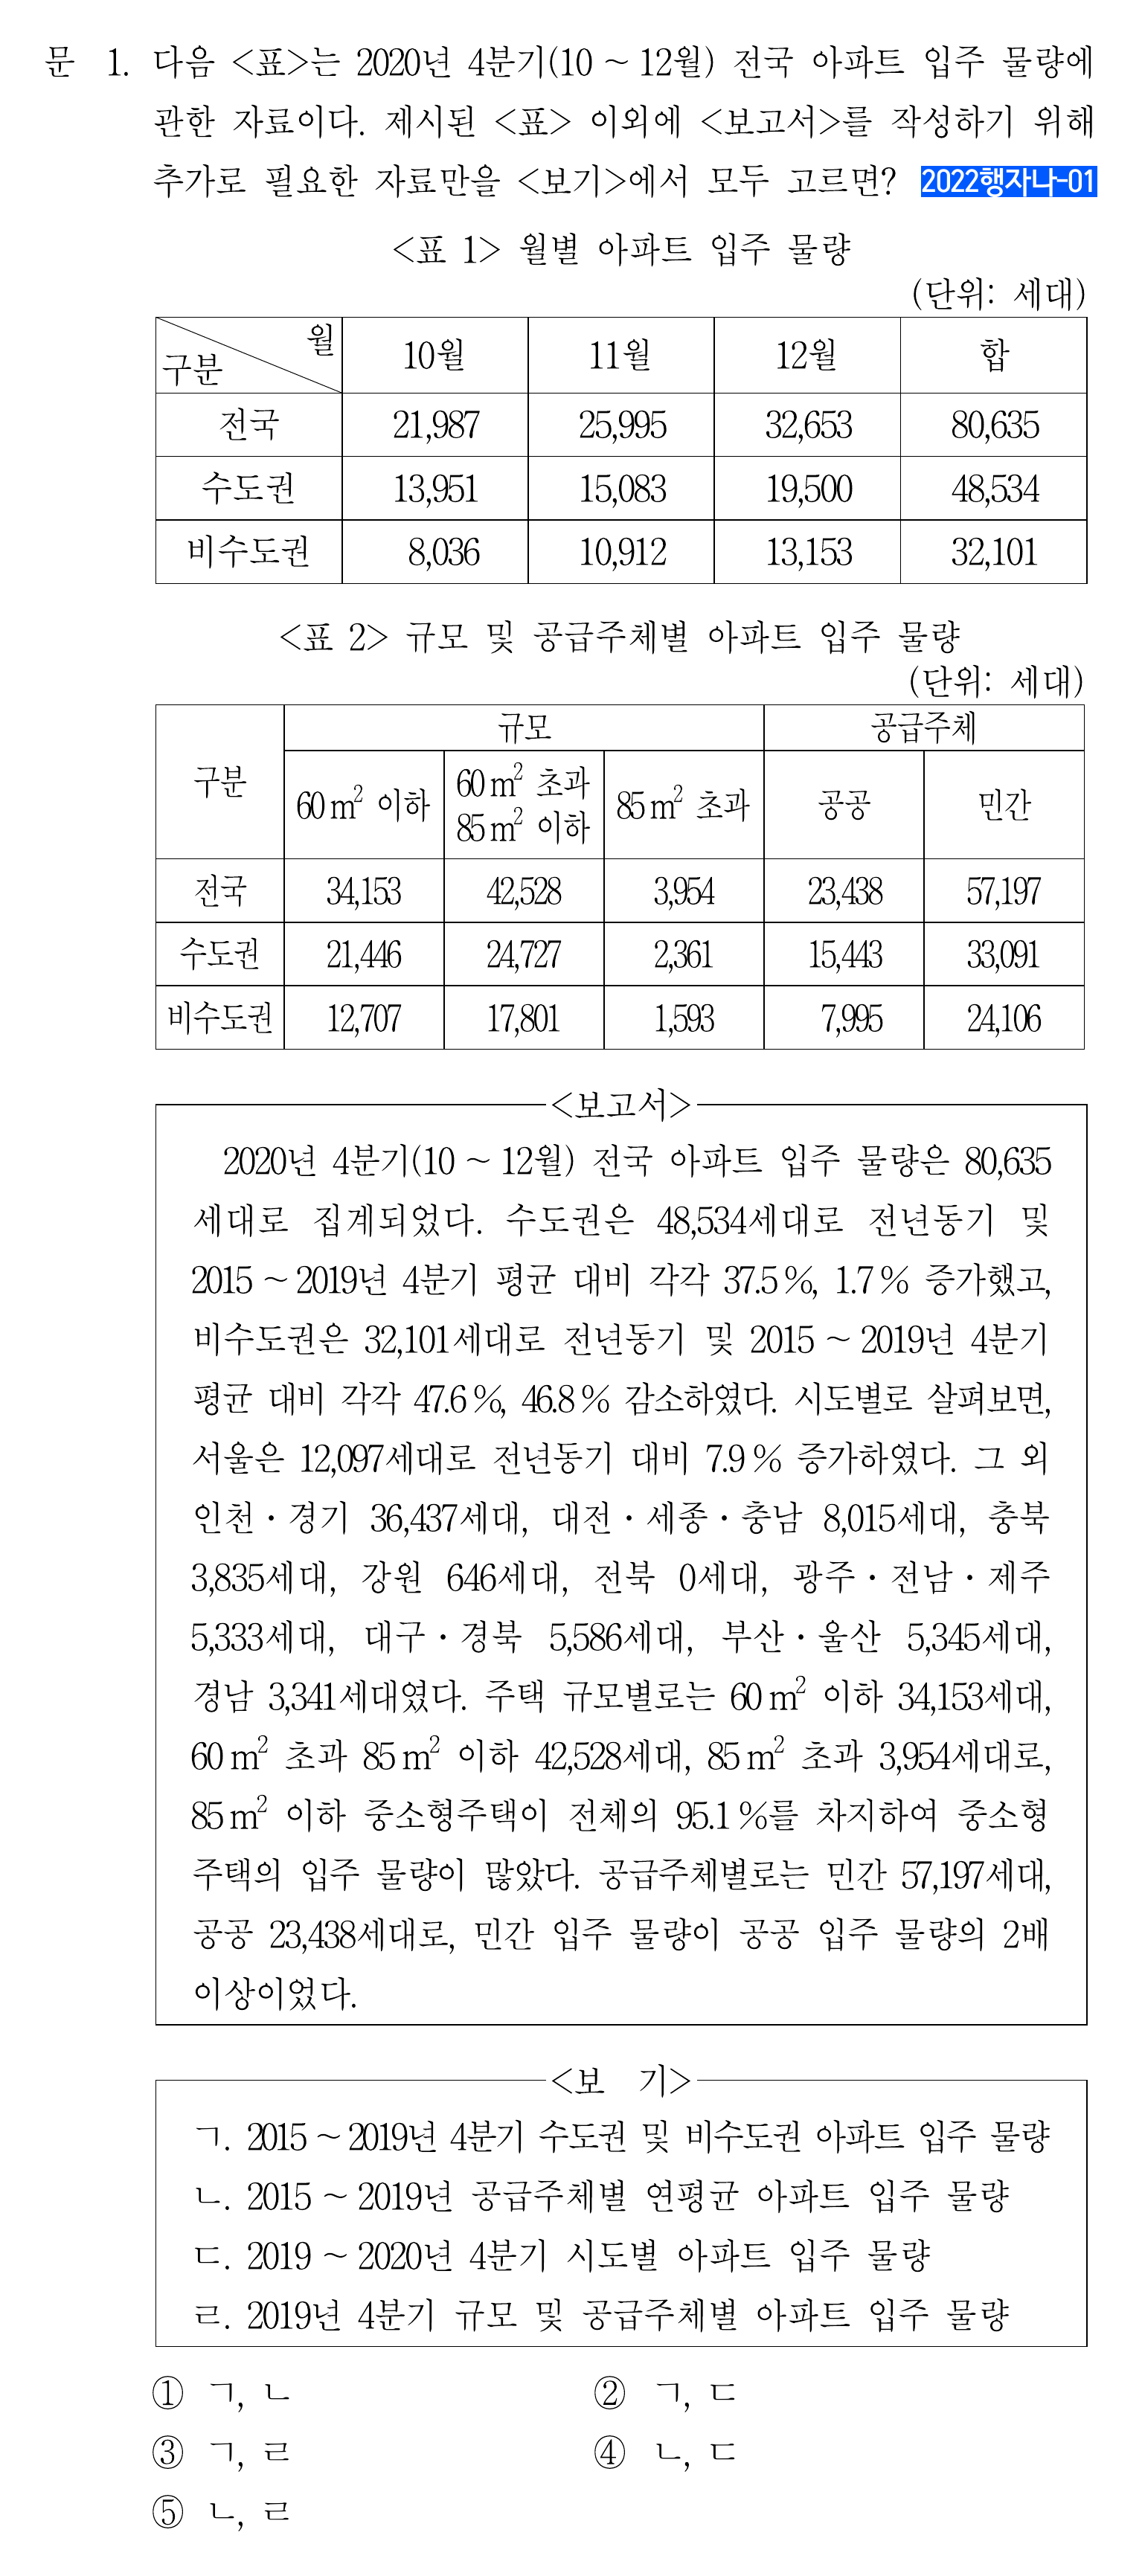 문 1. 다음 <표>는 2020년 4분기(10 ~ 12월) 전국 아파트 입주 물량에
관한 자료이다. 제시된 <표> 이외에 <보고서>를 작성하기 위해
추가로 필요한 자료만을 <보기>에서 모두 고르면? 2022행자나-01
<표 1> 월별 아파트 입주 물량
(단위: 세대)
구분 월 10월 11월 12월 합
전국 21,987 25,995 32,653 80,635
수도권 13,951 15,083 19,500 48,534
비수도권 8,036 10,912 13,153 32,101
<표 2> 규모 및 공급주체별 아파트 입주 물량
(단위: 세대)
구분 규모 공급주체
60 m² 이하 60 m² 초과 85 m² 이하 85 m² 초과 공공 민간
전국 34,153 42,528 3,954 23,438 57,197
수도권 21,446 24,727 2,361 15,443 33,091
비수도권 12,707 17,801 1,593 7,995 24,106
<보고서>
2020년 4분기(10 ~ 12월) 전국 아파트 입주 물량은 80,635
세대로 집계되었다. 수도권은 48,534세대로 전년동기 및
2015 ~ 2019년 4분기 평균 대비 각각 37.5 %, 1.7 % 증가했고,
비수도권은 32,101세대로 전년동기 및 2015 ~ 2019년 4분기
평균 대비 각각 47.6 %, 46.8 % 감소하였다. 시도별로 살펴보면,
서울은 12,097세대로 전년동기 대비 7.9 % 증가하였다. 그 외
인천·경기 36,437세대, 대전·세종·충남 8,015세대, 충북
3,835세대, 강원 646세대, 전북 0세대, 광주·전남·제주
5,333세대, 대구·경북 5,586세대, 부산·울산 5,345세대,
경남 3,341세대였다. 주택 규모별로는 60 m² 이하 34,153세대,
60 m² 초과 85 m² 이하 42,528세대, 85 m² 초과 3,954세대로,
85 m² 이하 중소형주택이 전체의 95.1 %를 차지하여 중소형
주택의 입주 물량이 많았다. 공급주체별로는 민간 57,197세대,
공공 23,438세대로, 민간 입주 물량이 공공 입주 물량의 2배
이상이었다.
<보 기>
ㄱ. 2015 ~ 2019년 4분기 수도권 및 비수도권 아파트 입주 물량
ㄴ. 2015 ~ 2019년 공급주체별 연평균 아파트 입주 물량
ㄷ. 2019 ~ 2020년 4분기 시도별 아파트 입주 물량
ㄹ. 2019년 4분기 규모 및 공급주체별 아파트 입주 물량
① ㄱ, ㄴ ② ㄱ, ㄷ
③ ㄱ, ㄹ ④ ㄴ, ㄷ
⑤ ㄴ, ㄹ